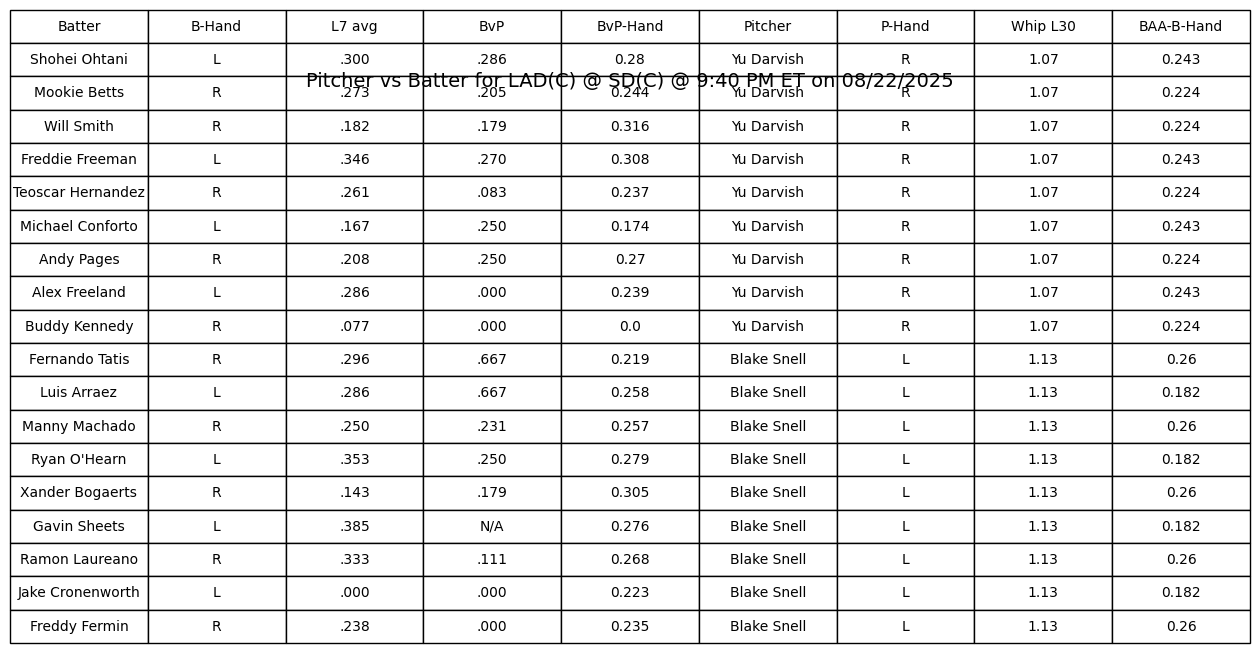 Batter B-Hand L7 avg BvP BvP-Hand Pitcher P-Hand Whip L30 BAA-B-Hand
Shohei Ohtani L .300 .286 0.28 Yu Darvish R 1.07 0.243
Pitcher vs Batter for LAD(C) @ SD(C) @ 9:40 PM ET on 08/22/2025
Mookie Betts R .273 .205 0.244 Yu Darvish R 1.07 0.224
Will Smith R .182 .179 0.316 Yu Darvish R 1.07 0.224
Freddie Freeman L .346 .270 0.308 Yu Darvish R 1.07 0.243
Teoscar Hernandez R .261 .083 0.237 Yu Darvish R 1.07 0.224
Michael Conforto L .167 .250 0.174 Yu Darvish R 1.07 0.243
Andy Pages R .208 .250 0.27 Yu Darvish R 1.07 0.224
Alex Freeland L .286 .000 0.239 Yu Darvish R 1.07 0.243
Buddy Kennedy R .077 .000 0.0 Yu Darvish R 1.07 0.224
Fernando Tatis R .296 .667 0.219 Blake Snell L 1.13 0.26
Luis Arraez L .286 .667 0.258 Blake Snell L 1.13 0.182
Manny Machado R .250 .231 0.257 Blake Snell L 1.13 0.26
Ryan O'Hearn L .353 .250 0.279 Blake Snell L 1.13 0.182
Xander Bogaerts R .143 .179 0.305 Blake Snell L 1.13 0.26
Gavin Sheets L .385 N/A 0.276 Blake Snell L 1.13 0.182
Ramon Laureano R .333 .111 0.268 Blake Snell L 1.13 0.26
Jake Cronenworth L .000 .000 0.223 Blake Snell L 1.13 0.182
Freddy Fermin R .238 .000 0.235 Blake Snell L 1.13 0.26